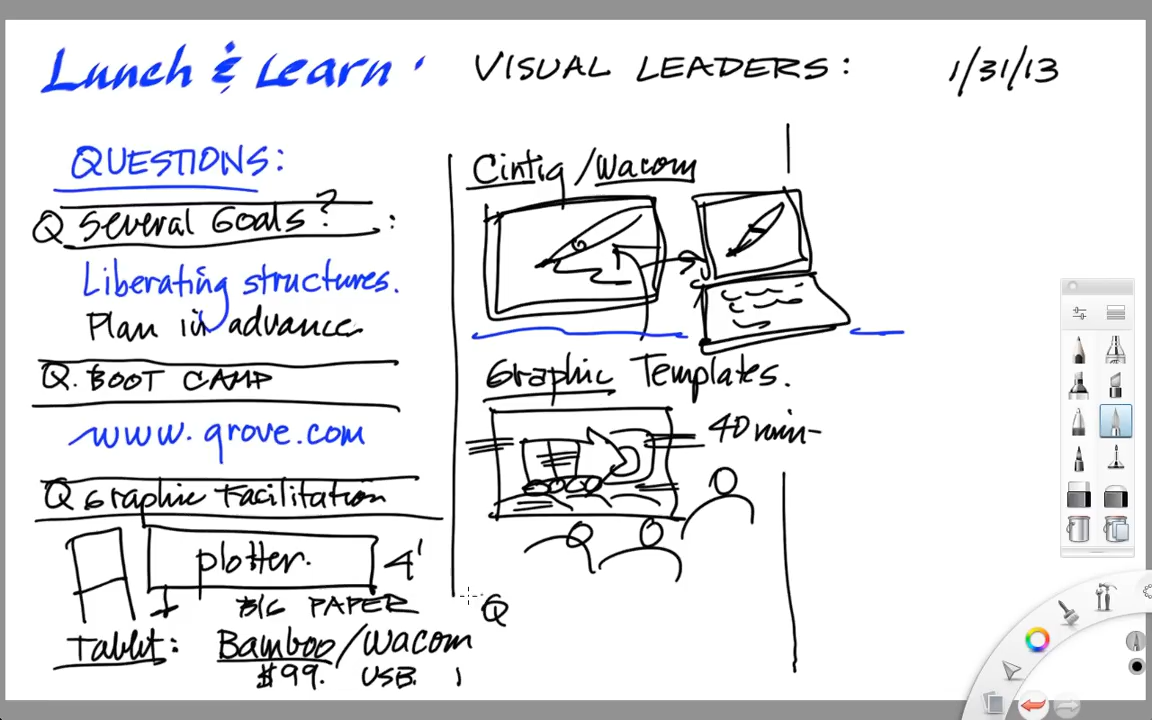 Lunch & Learn · VISUAL LEADERS: 1/31/13
QUESTIONS:
Q Several Goals? :
Liberating structures.
Plan in advance
Q. BOOT CAMP
www.grove.com
Q Graphic Facilitation
plotter. 4'
BIG PAPER
Tablet: Bamboo/Wacom
$99. USB.
Cintiq/Wacom
Graphic Templates.
40 min-
Q